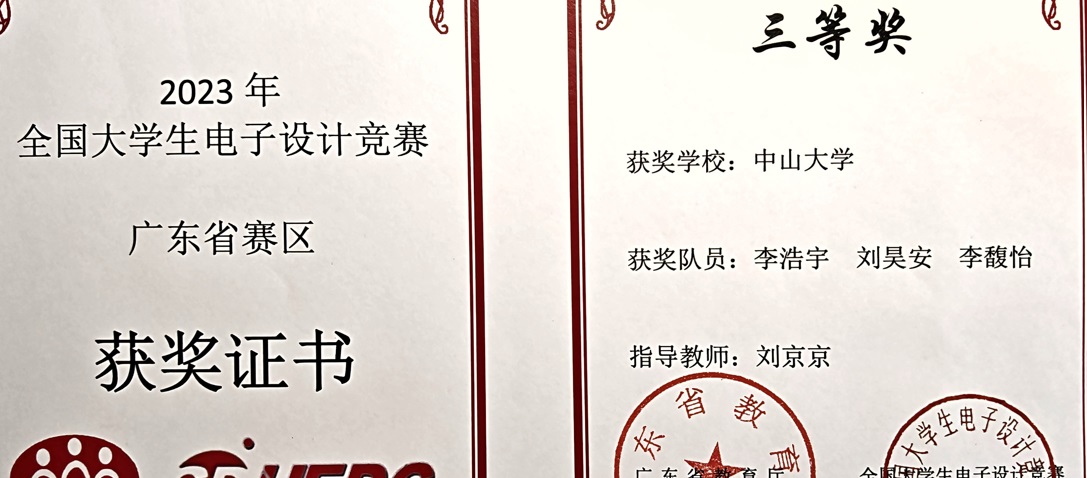 2023 年
全国大学生电子设计竞赛
广东省赛区
获奖证书
三等奖
获奖学校：中山大学
获奖队员：李浩宇 刘昊安 李馥怡
指导教师：刘京京
东省教育
大学生电子设计竞
广东省教育厅
全国大学生电子设计竞赛